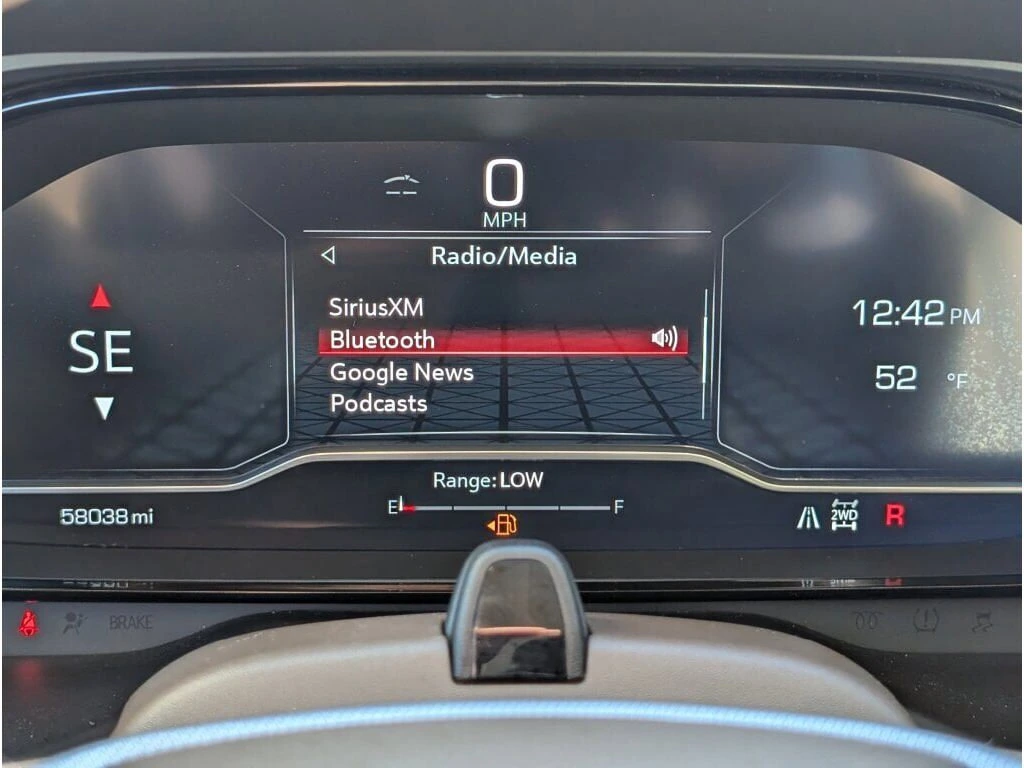 0
MPH
Radio/Media
SiriusXM
Bluetooth
Google News
Podcasts
SE
12:42 PM
52 °F
Range: LOW
E F
58038 mi
2WD
R
BRAKE